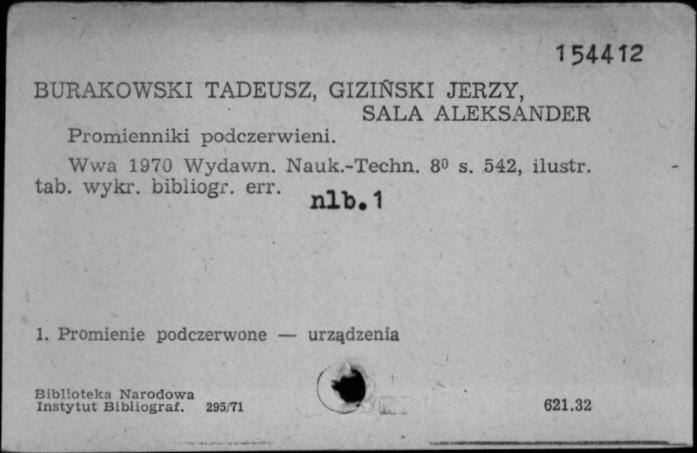 154412
BURAKOWSKI TADEUSZ, GIZIŃSKI JERZY,
SALA ALEKSANDER
Promienniki podczerwieni.
Wwa 1970 Wydawn. Nauk.-Techn. 8⁰ s. 542, ilustr.
tab. wykr. bibliogr. err.
nlb.1
1. Promienie podczerwone — urządzenia
Biblioteka Narodowa
Instytut Bibliograf. 295/71
621.32